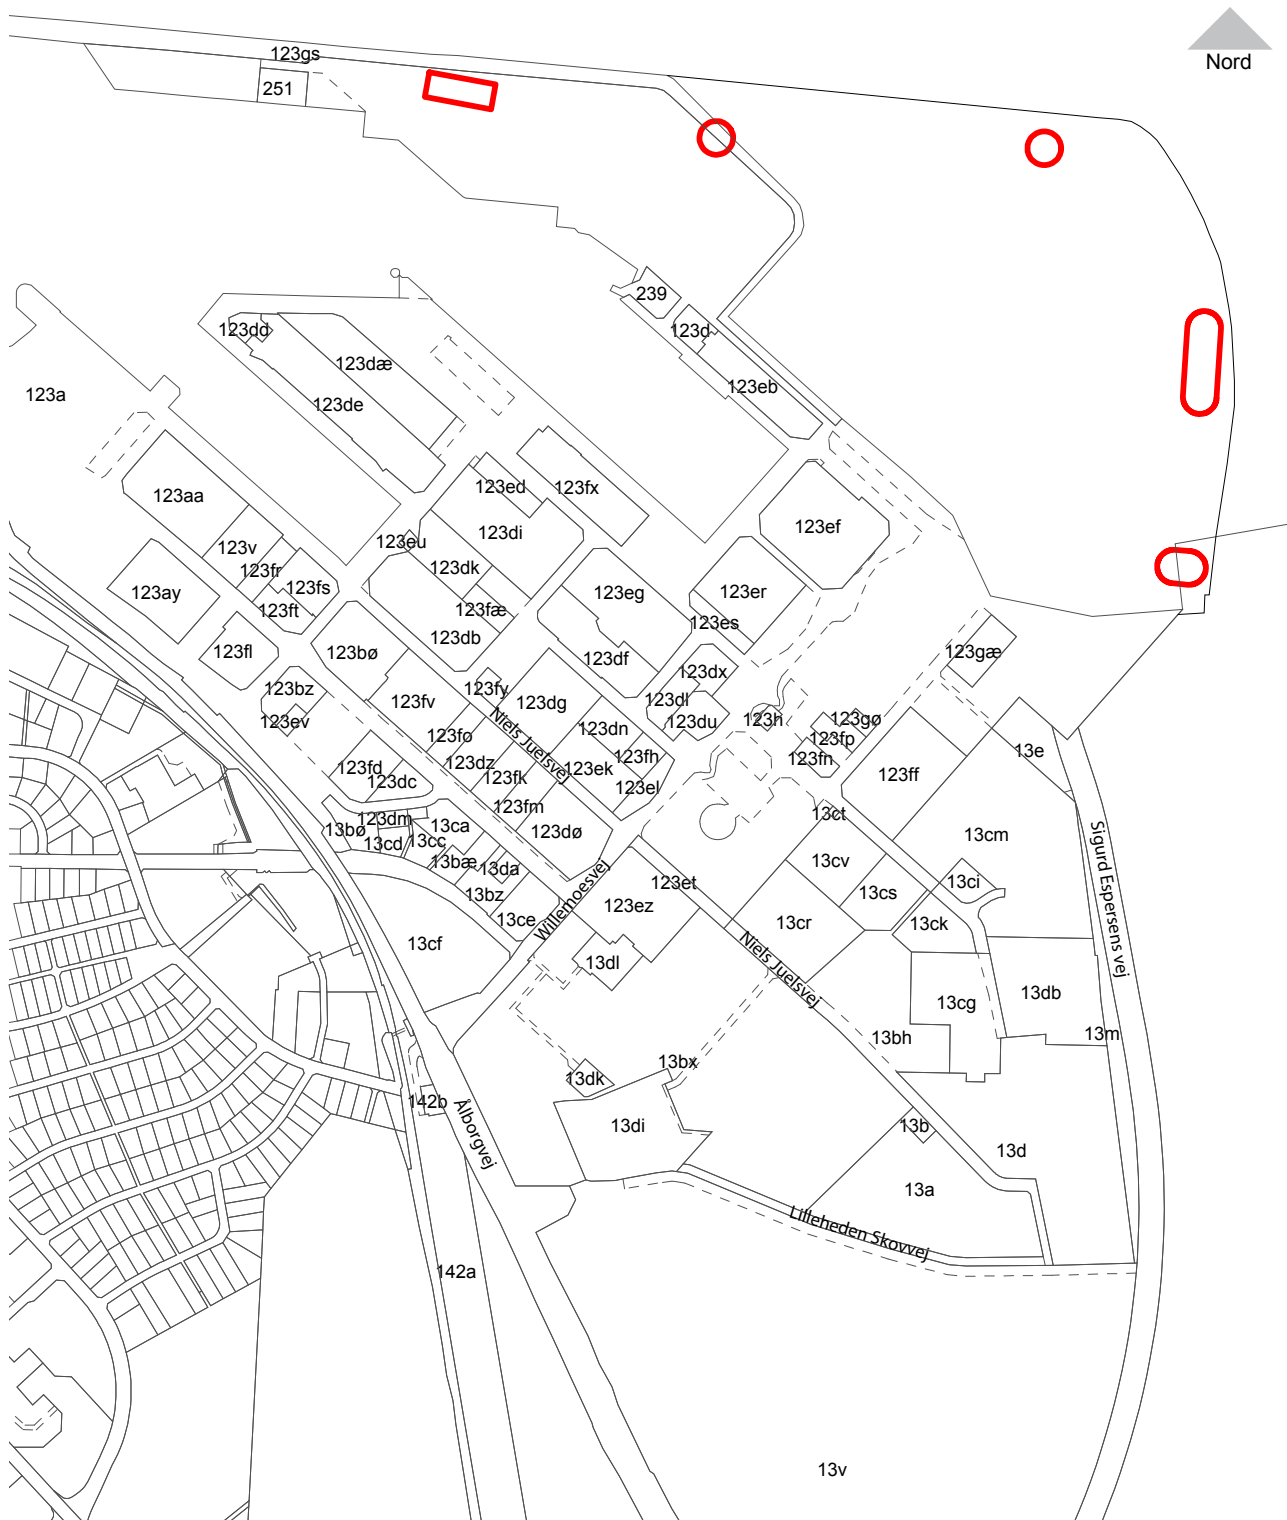 123gs
Nord
251
239
123d
123dd
123dæ
123eb
123a
123de
123ed
123fx
123aa
123ef
123di
123eu
123v
123dk
123fr
123fs
123ay
123eg
123er
123ft
123fæ
123es
123db
123fl
123bø
123df
123gæ
123dx
123bz
123fy
123fv
123dg
123dl
123ev
123du
123h
123gø
123dn
123fø
Niels Juelsvej
123fp
13e
123fh
123fn
123dz
123fd
123ek
123ff
123dc
123fk
123el
123fm
13ct
123dm
13ca
13bø
123dø
13cm
13cd
13cc
13bæ
13da
13cv
Sigurd Espersens vej
13ci
123et
13bz
13cs
Willemoesvej
123ez
13ce
13cr
13ck
13cf
Niels Juelsvej
13dl
13db
13cg
13m
13bh
13bx
13dk
142b
Ålborgvej
13di
13b
13d
13a
Lilleheden Skovvej
142a
13v